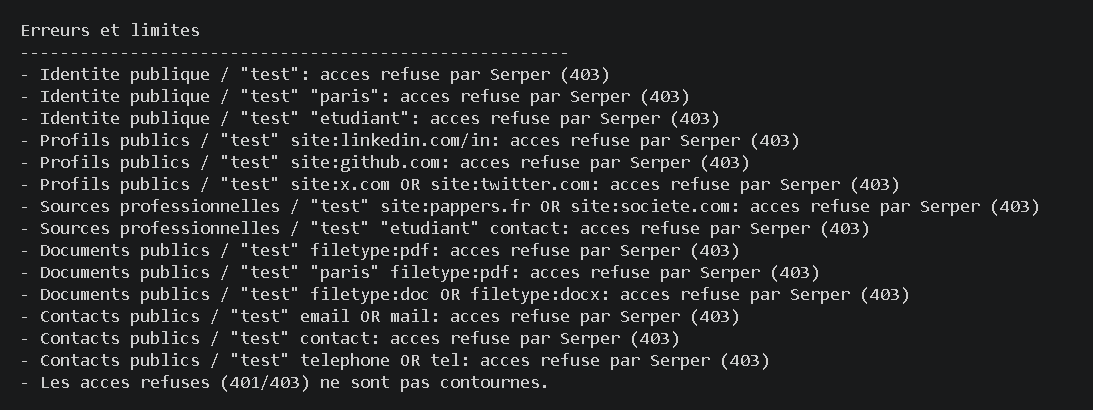 Erreurs et limites
-------------------------------------------------------
- Identite publique / "test": acces refuse par Serper (403)
- Identite publique / "test" "paris": acces refuse par Serper (403)
- Identite publique / "test" "etudiant": acces refuse par Serper (403)
- Profils publics / "test" site:linkedin.com/in: acces refuse par Serper (403)
- Profils publics / "test" site:github.com: acces refuse par Serper (403)
- Profils publics / "test" site:x.com OR site:twitter.com: acces refuse par Serper (403)
- Sources professionnelles / "test" site:pappers.fr OR site:societe.com: acces refuse par Serper (403)
- Sources professionnelles / "test" "etudiant" contact: acces refuse par Serper (403)
- Documents publics / "test" filetype:pdf: acces refuse par Serper (403)
- Documents publics / "test" "paris" filetype:pdf: acces refuse par Serper (403)
- Documents publics / "test" filetype:doc OR filetype:docx: acces refuse par Serper (403)
- Contacts publics / "test" email OR mail: acces refuse par Serper (403)
- Contacts publics / "test" contact: acces refuse par Serper (403)
- Contacts publics / "test" telephone OR tel: acces refuse par Serper (403)
- Les acces refuses (401/403) ne sont pas contournes.